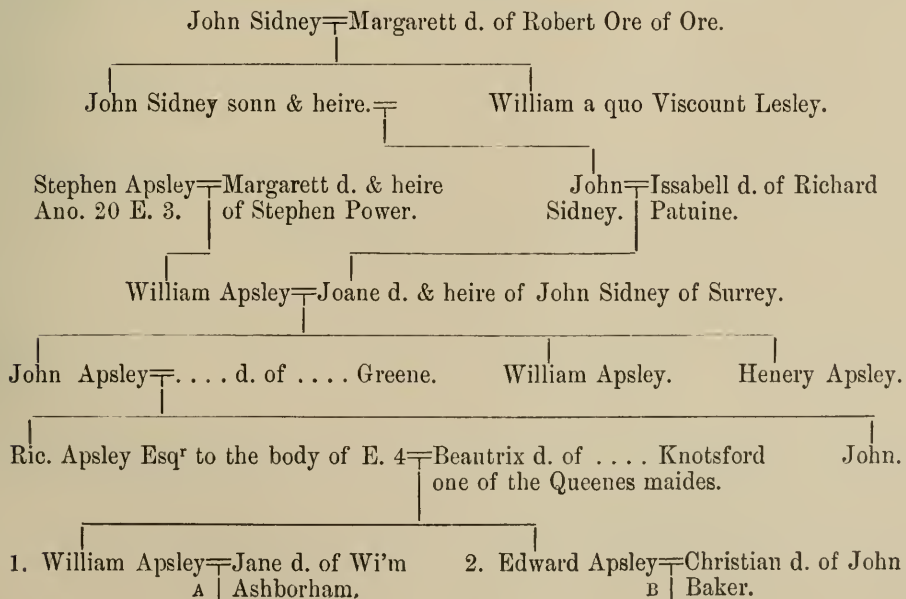 John Sidney Margarett d. of Robert Ore of Ore.
John Sidney sonn & heire. William a quo Viscount Lesley.
Stephen Apsley Margarett d. & heire John Issabell d. of Richard
Ano. 20 E. 3. of Stephen Power. Sidney. Patuine.
William Apsley Joane d. & heire of John Sidney of Surrey.
John Apsley . . . . d. of . . . . Greene. William Apsley. Henery Apsley.
Ric. Apsley Esqr to the body of E. 4 Beautrix d. of . . . . Knotsford John.
one of the Queenes maides.
1. William Apsley Jane d. of Wi'm 2. Edward Apsley Christian d. of John
A Ashborham. B Baker.